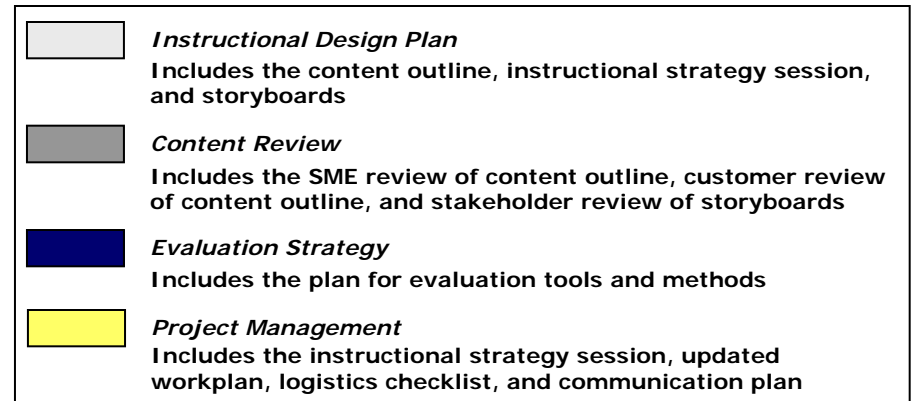 Instructional Design Plan
Includes the content outline, instructional strategy session,
and storyboards
Content Review
Includes the SME review of content outline, customer review
of content outline, and stakeholder review of storyboards
Evaluation Strategy
Includes the plan for evaluation tools and methods
Project Management
Includes the instructional strategy session, updated
workplan, logistics checklist, and communication plan